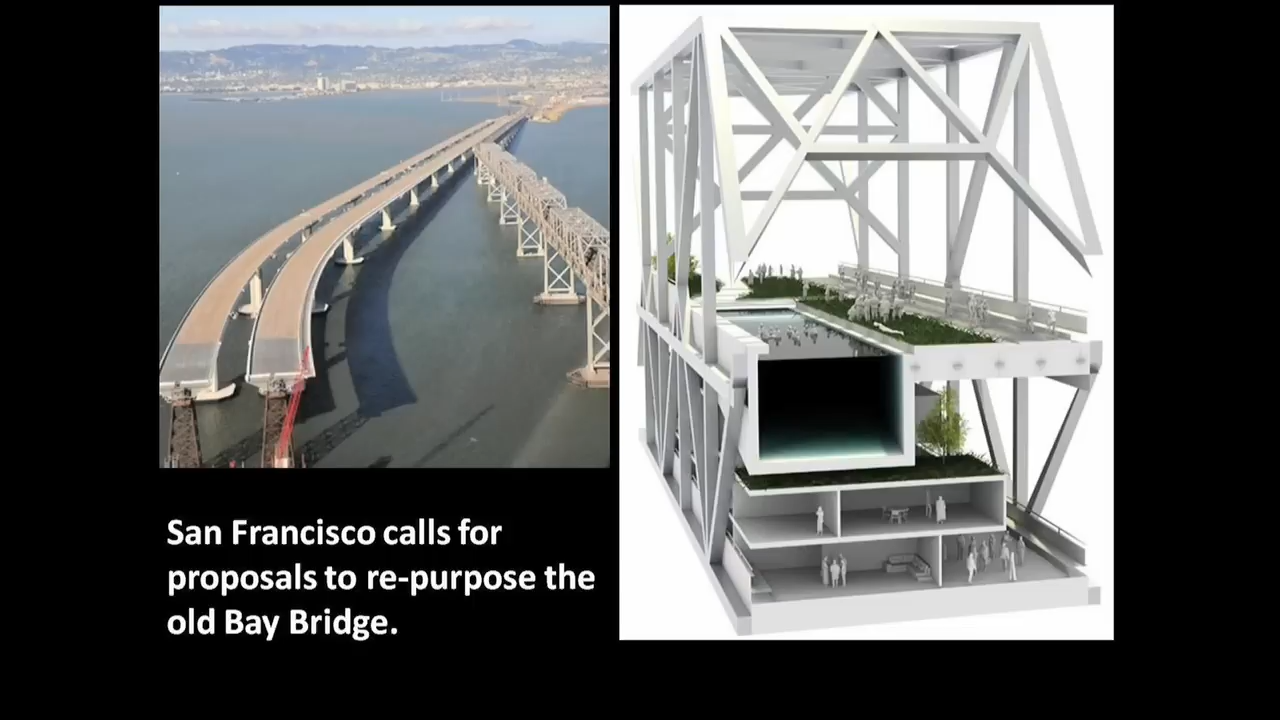 San Francisco calls for
proposals to re-purpose the
old Bay Bridge.